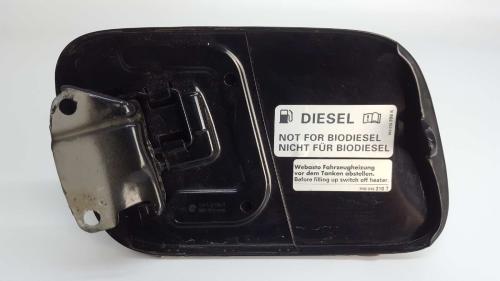 DIESEL
NOT FOR BIODIESEL
NICHT FÜR BIODIESEL
Webasto Fahrzeugheizung
vor dem Tanken abstellen.
Before filling up switch off heater.